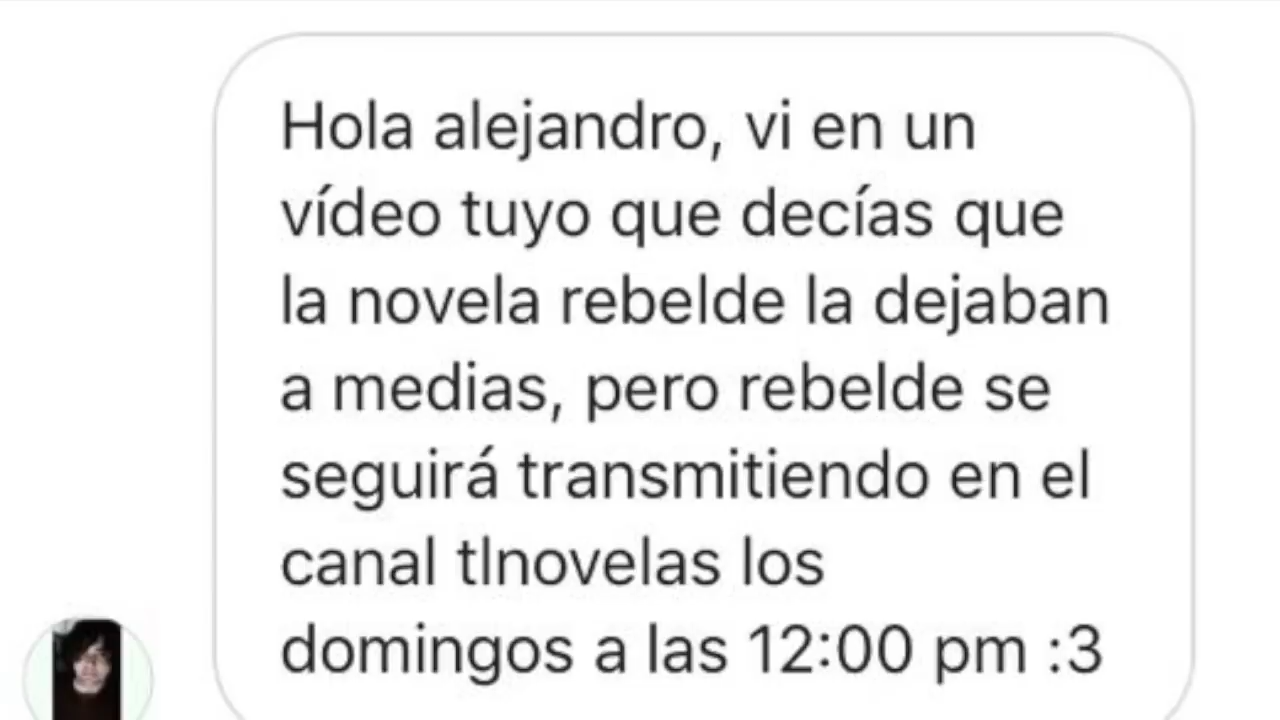 Hola alejandro, vi en un
vídeo tuyo que decías que
la novela rebelde la dejaban
a medias, pero rebelde se
seguirá transmitiendo en el
canal tlnovelas los
domingos a las 12:00 pm :3